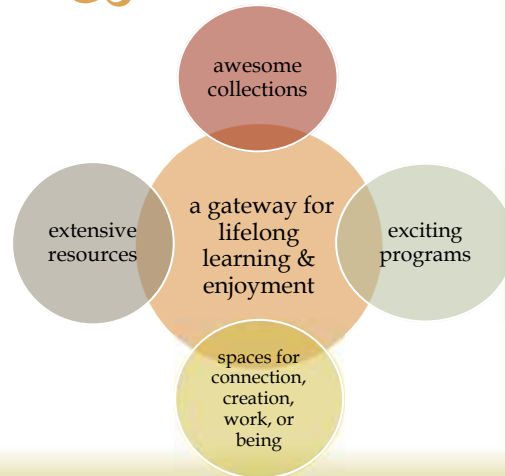 awesome
collections
extensive
resources
a gateway for
lifelong
learning &
enjoyment
exciting
programs
spaces for
connection,
creation,
work, or
being